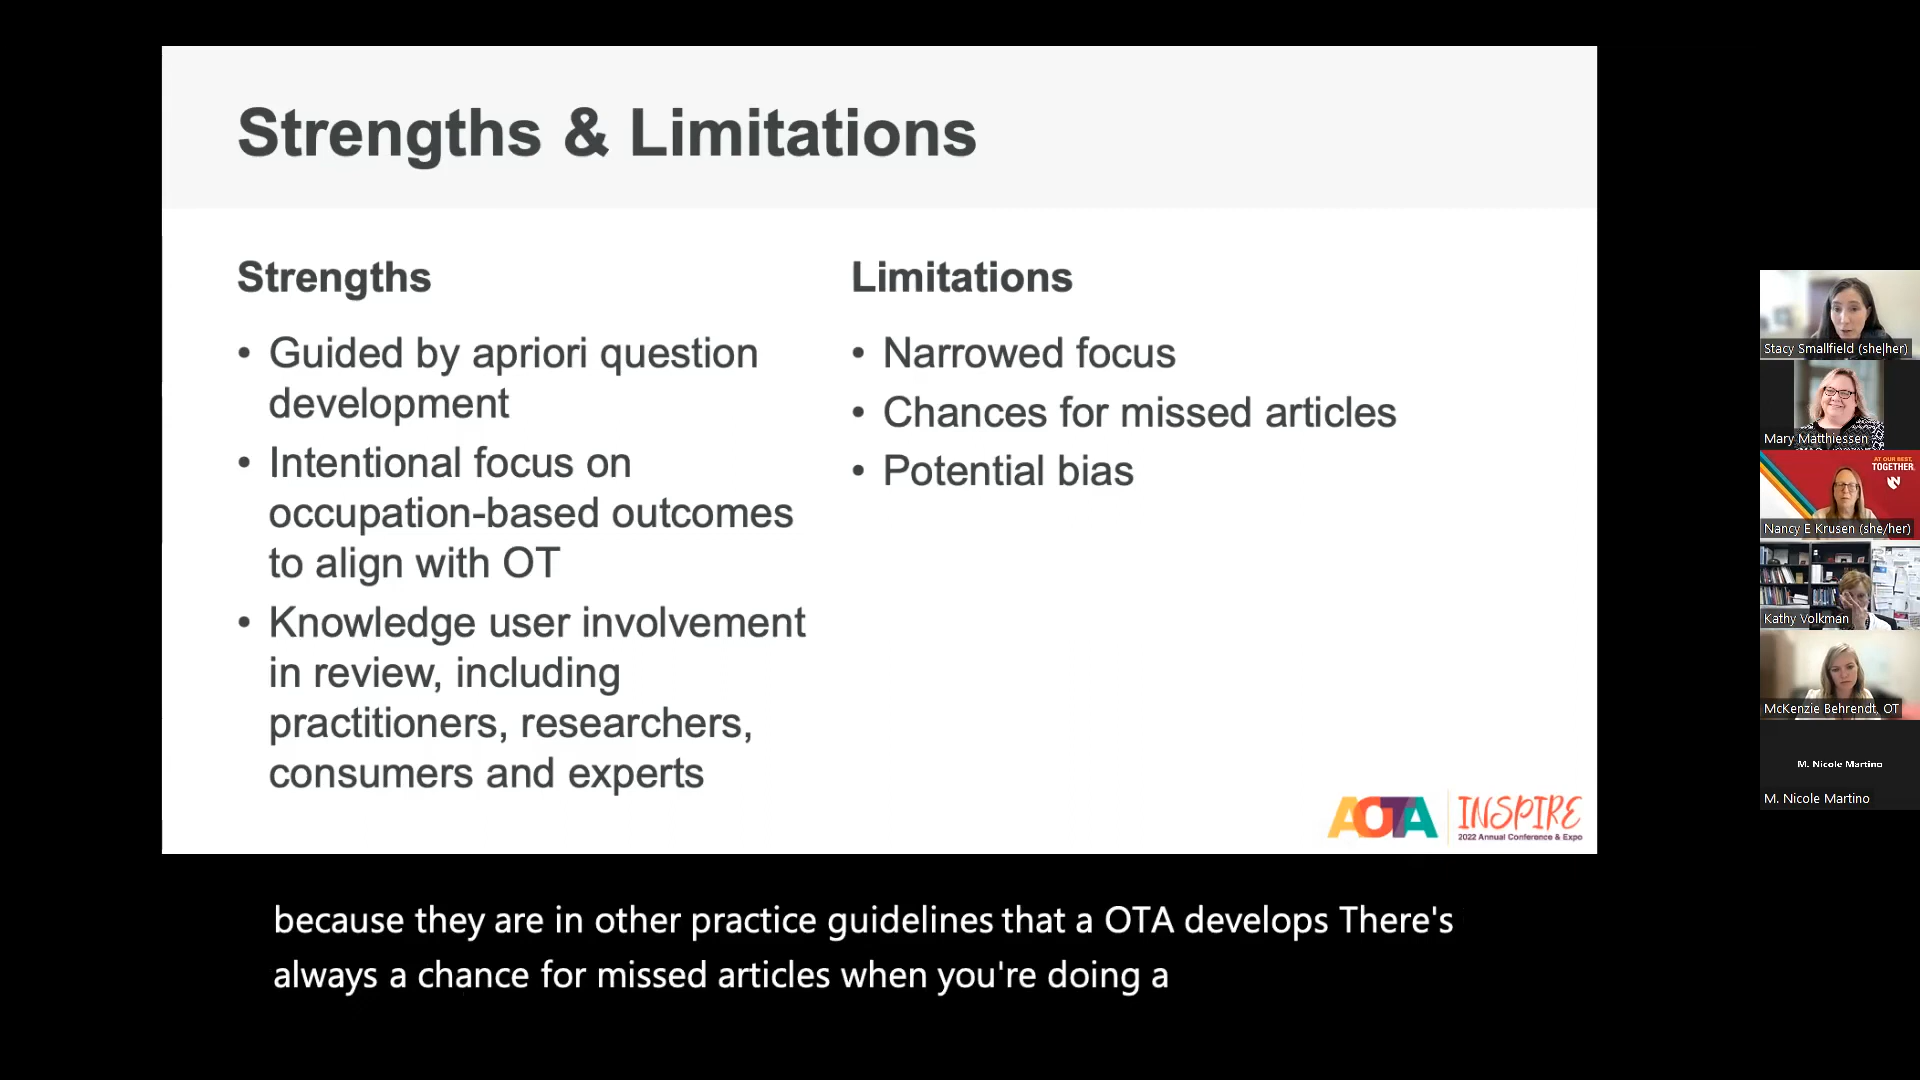 Strengths & Limitations
Strengths
• Guided by apriori question
development
• Intentional focus on
occupation-based outcomes
to align with OT
• Knowledge user involvement
in review, including
practitioners, researchers,
consumers and experts
Limitations
• Narrowed focus
• Chances for missed articles
• Potential bias
AOTA
INSPIRE
2022 Annual Conference & Expo
because they are in other practice guidelines that a OTA develops There's
always a chance for missed articles when you're doing a
Stacy Smallfield (she|her)
Mary Matthiessen
AT OUR BEST,
TOGETHER.
N
Nancy E Krusen (she/her)
Kathy Volkman
McKenzie Behrendt, OT
M. Nicole Martino
M. Nicole Martino